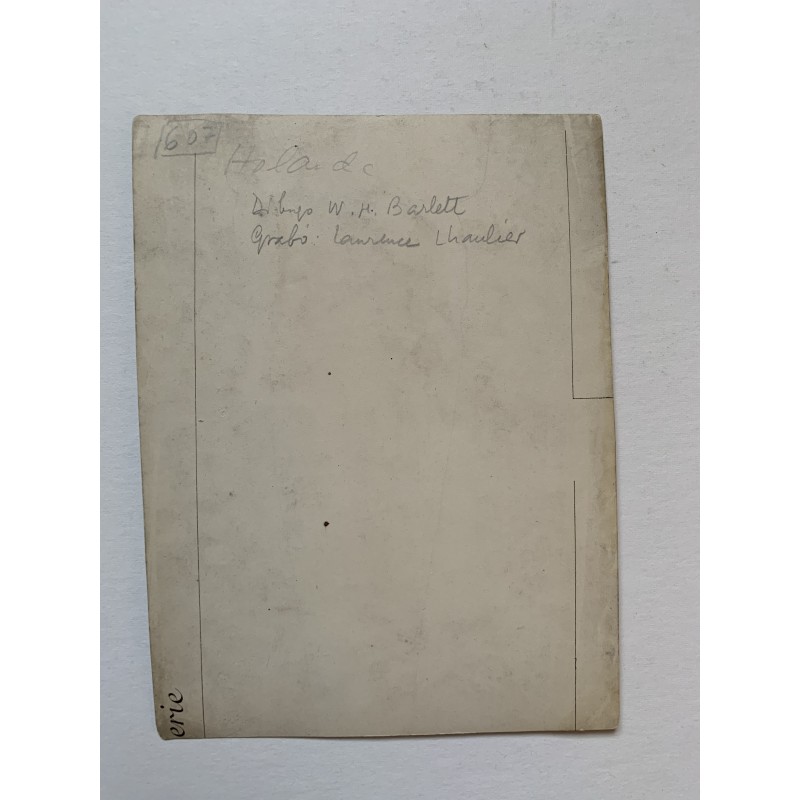 607
Holanda
Dibujo W. H. Barlett
Grabó: Laurence Lhaulier
erie